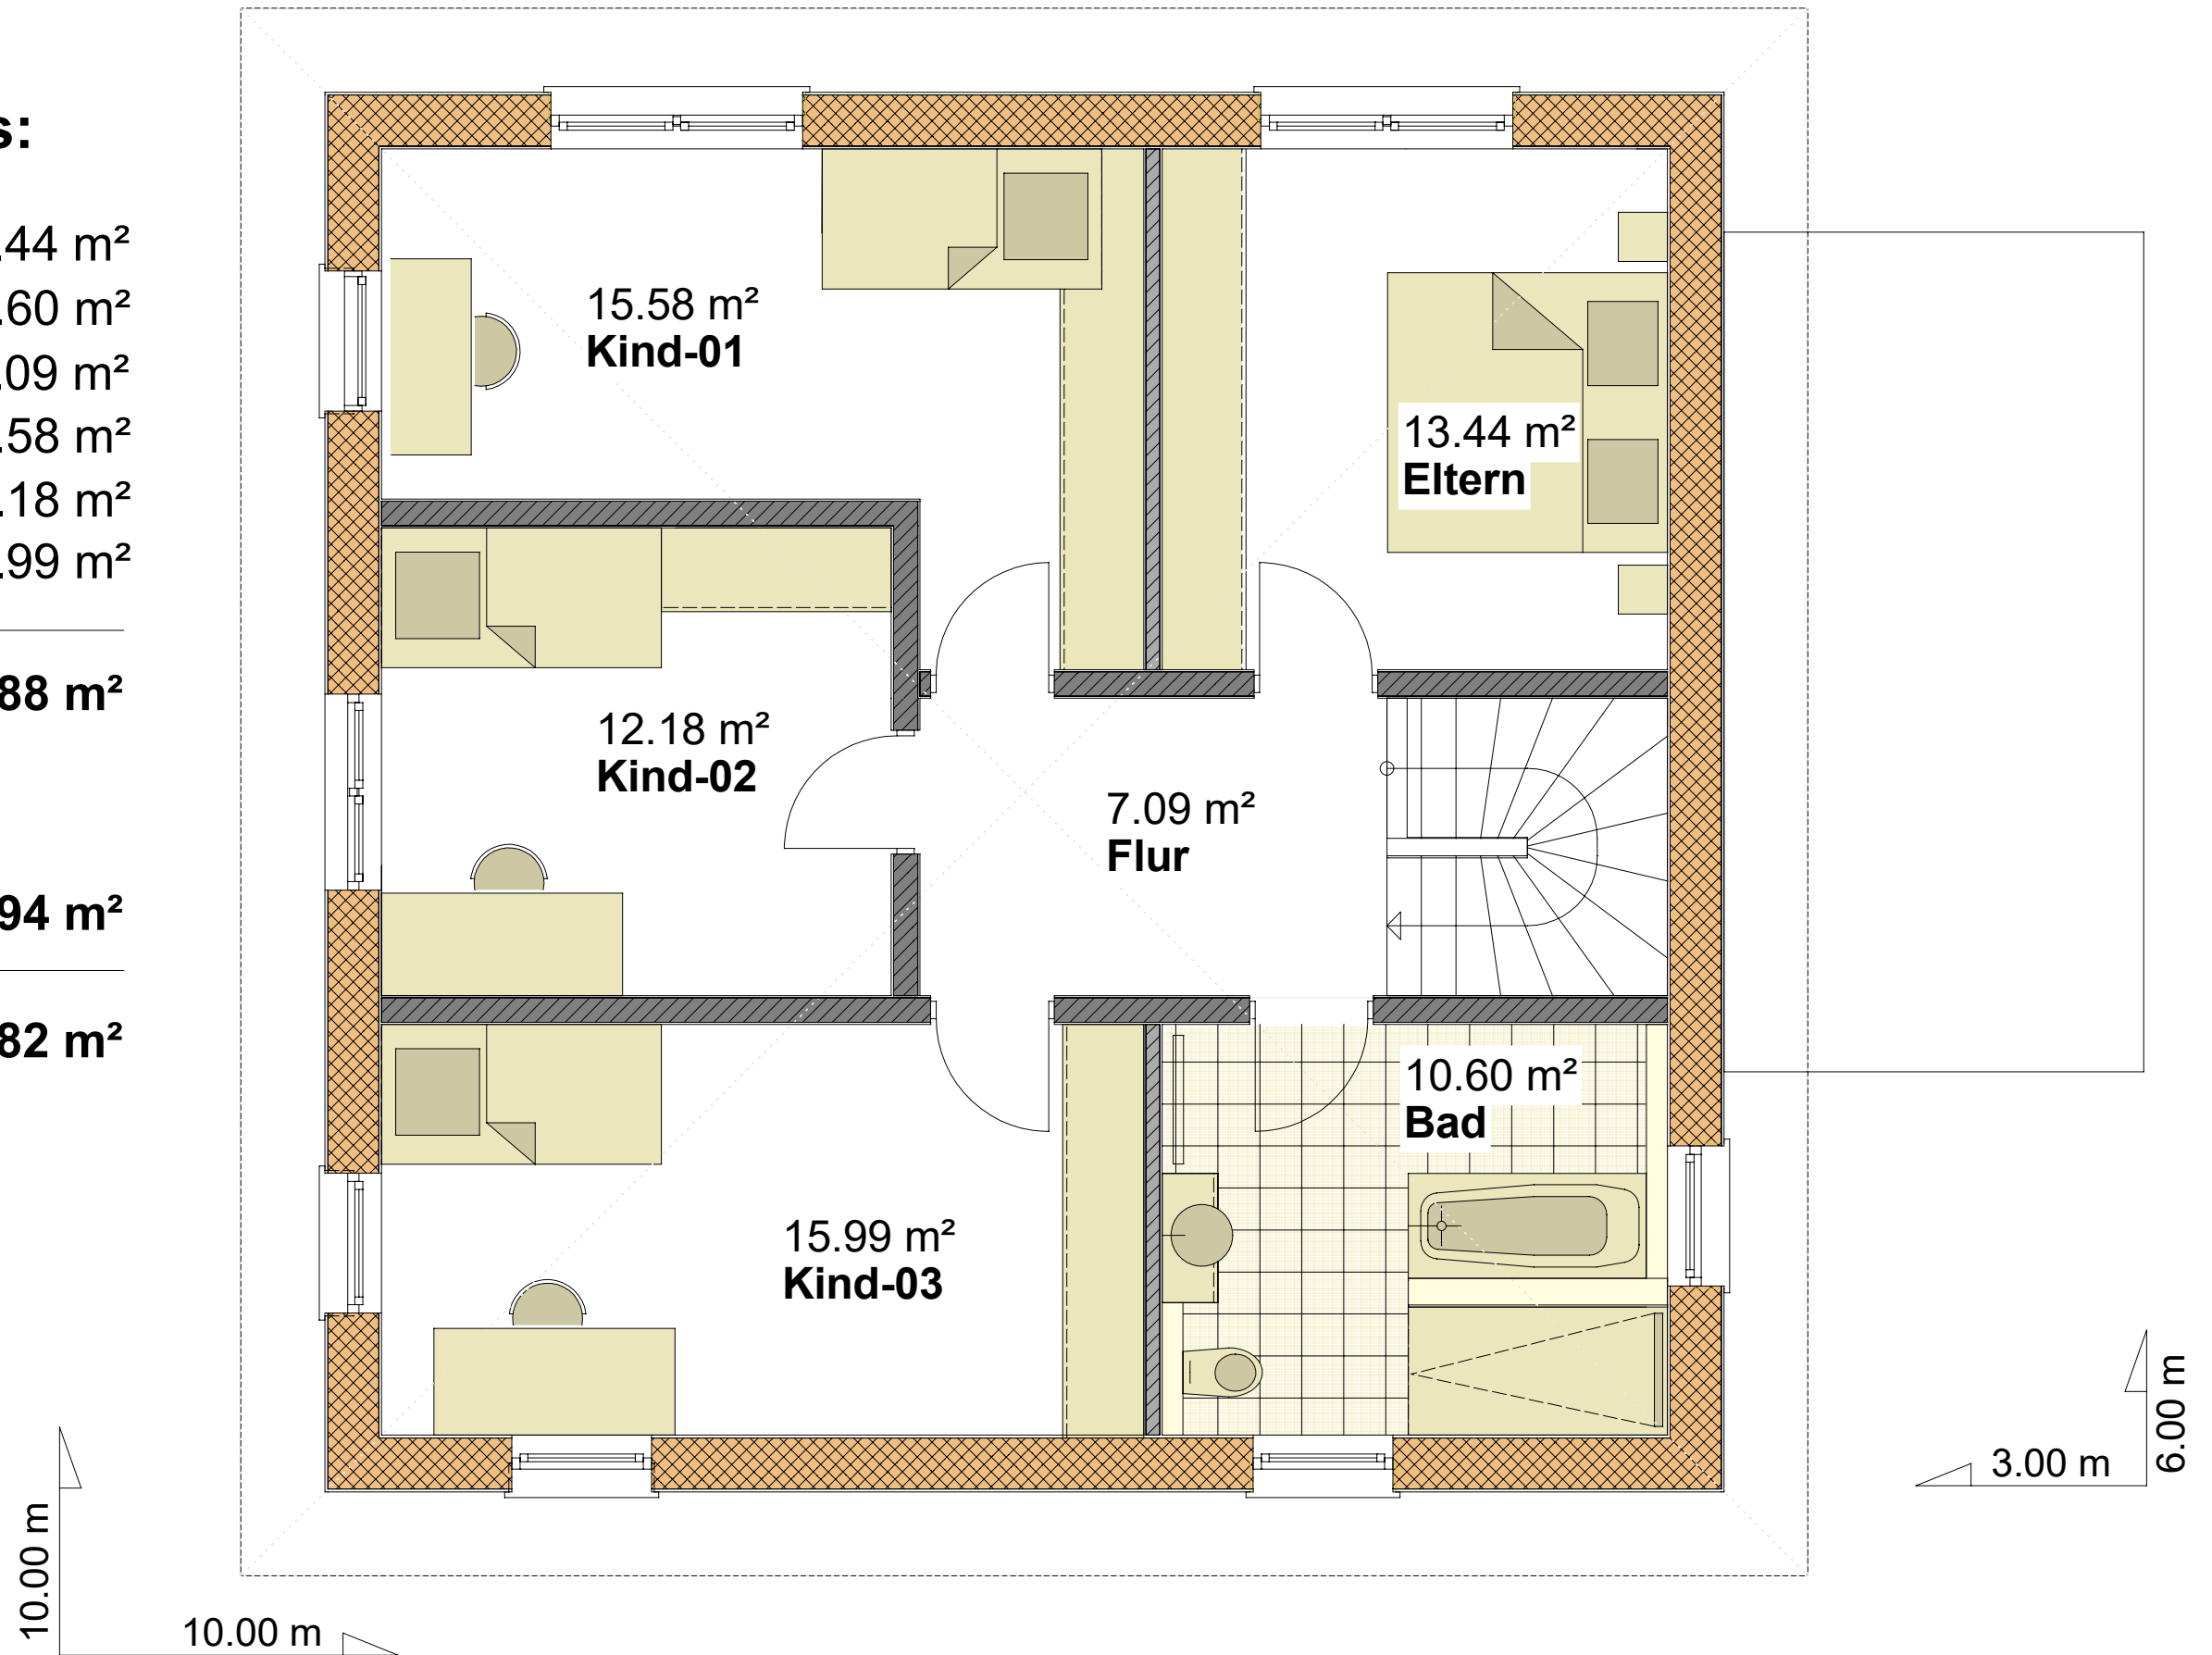 s:
.44 m²
.60 m²
.09 m²
.58 m²
.18 m²
.99 m²
88 m²
94 m²
82 m²
15.58 m²
Kind-01
13.44 m²
Eltern
12.18 m²
Kind-02
7.09 m²
Flur
10.60 m²
Bad
15.99 m²
Kind-03
10.00 m
10.00 m
3.00 m
6.00 m